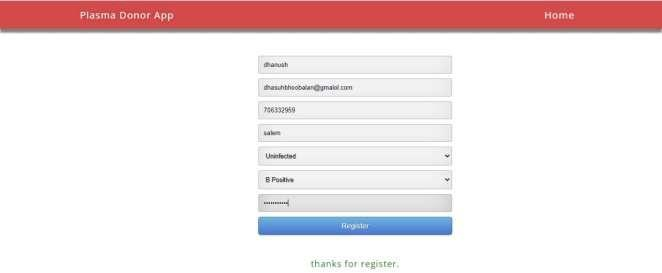 Plasma Donor App
Home
dhanush
dhasuhbhoobalan@gmalol.com
706332959
salem
Uninfected
B Positive
•••••••••••
Register
thanks for register.